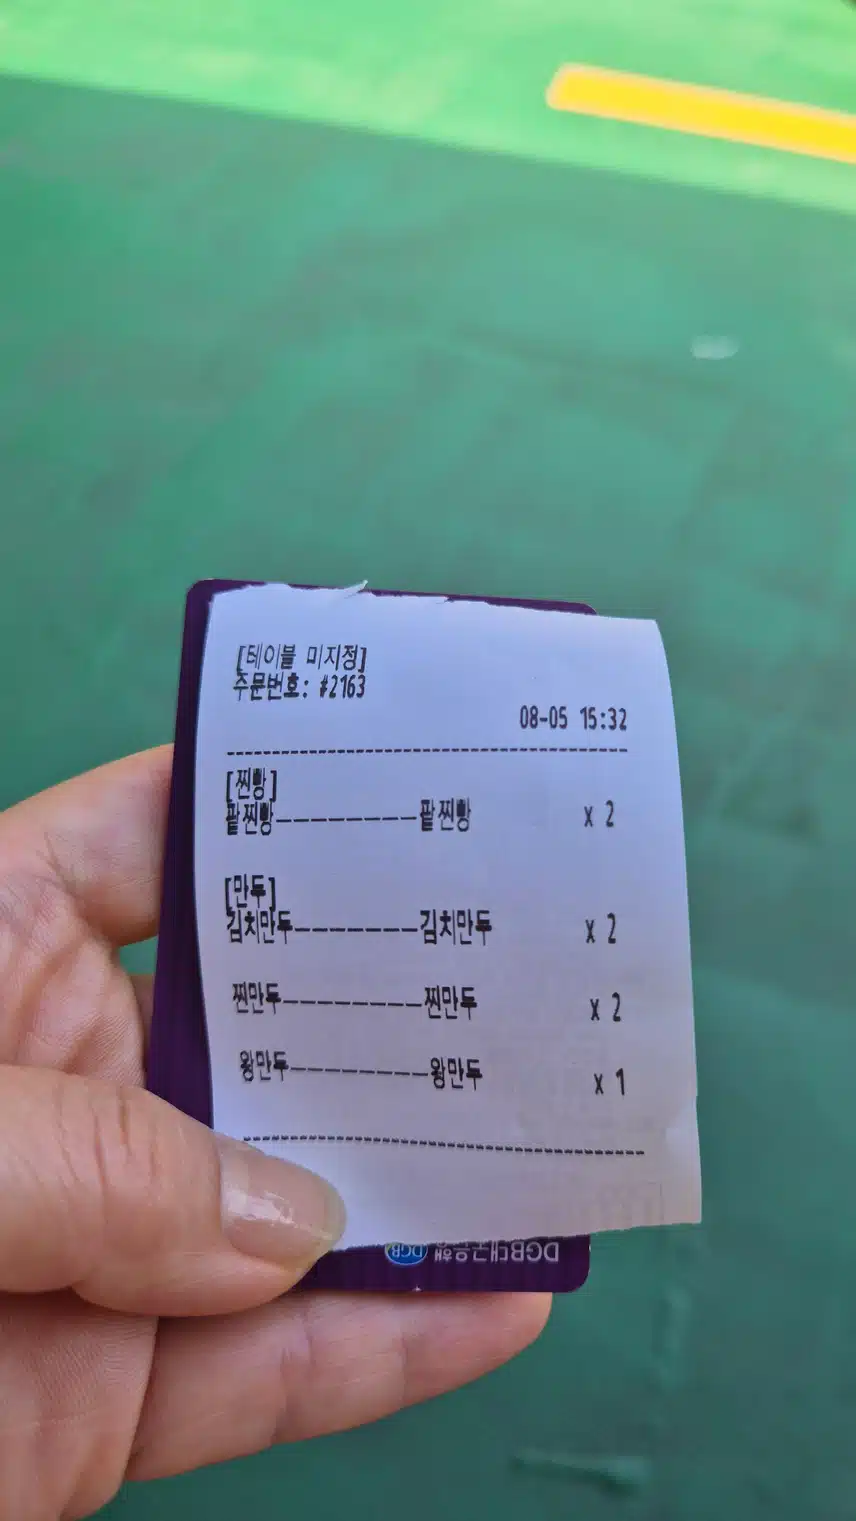 [테이블 미지정]
주문번호: #2163
08-05 15:32
--------------------------------------------
[찐빵]
팥찐빵----------팥찐빵 x 2
[만두]
김치만두---------김치만두 x 2
찐만두----------찐만두 x 2
왕만두----------왕만두 x 1
--------------------------------------------
DGB대구은행 DGB